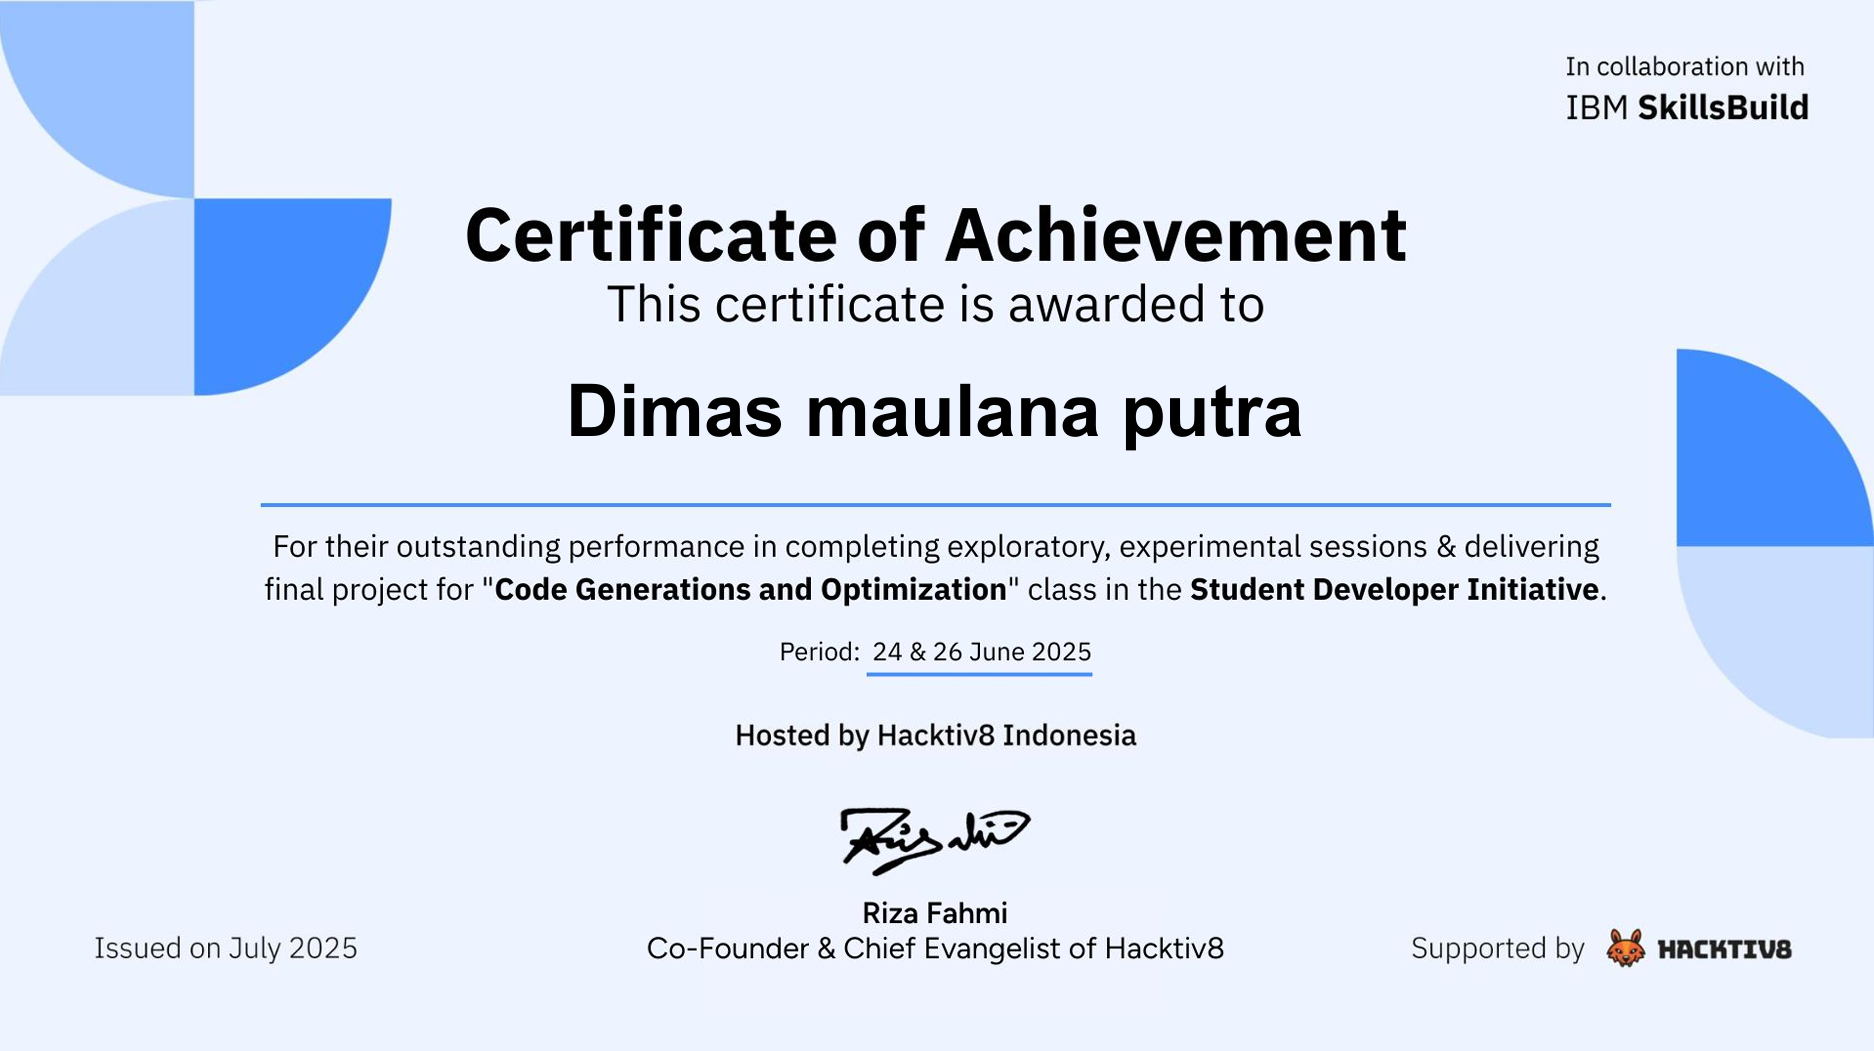 In collaboration with
IBM SkillsBuild
Certificate of Achievement
This certificate is awarded to
Dimas maulana putra
For their outstanding performance in completing exploratory, experimental sessions & delivering
final project for "Code Generations and Optimization" class in the Student Developer Initiative.
Period: 24 & 26 June 2025
Hosted by Hacktiv8 Indonesia
Riza Fahmi
Co-Founder & Chief Evangelist of Hacktiv8
Issued on July 2025
Supported by HACKTIV8